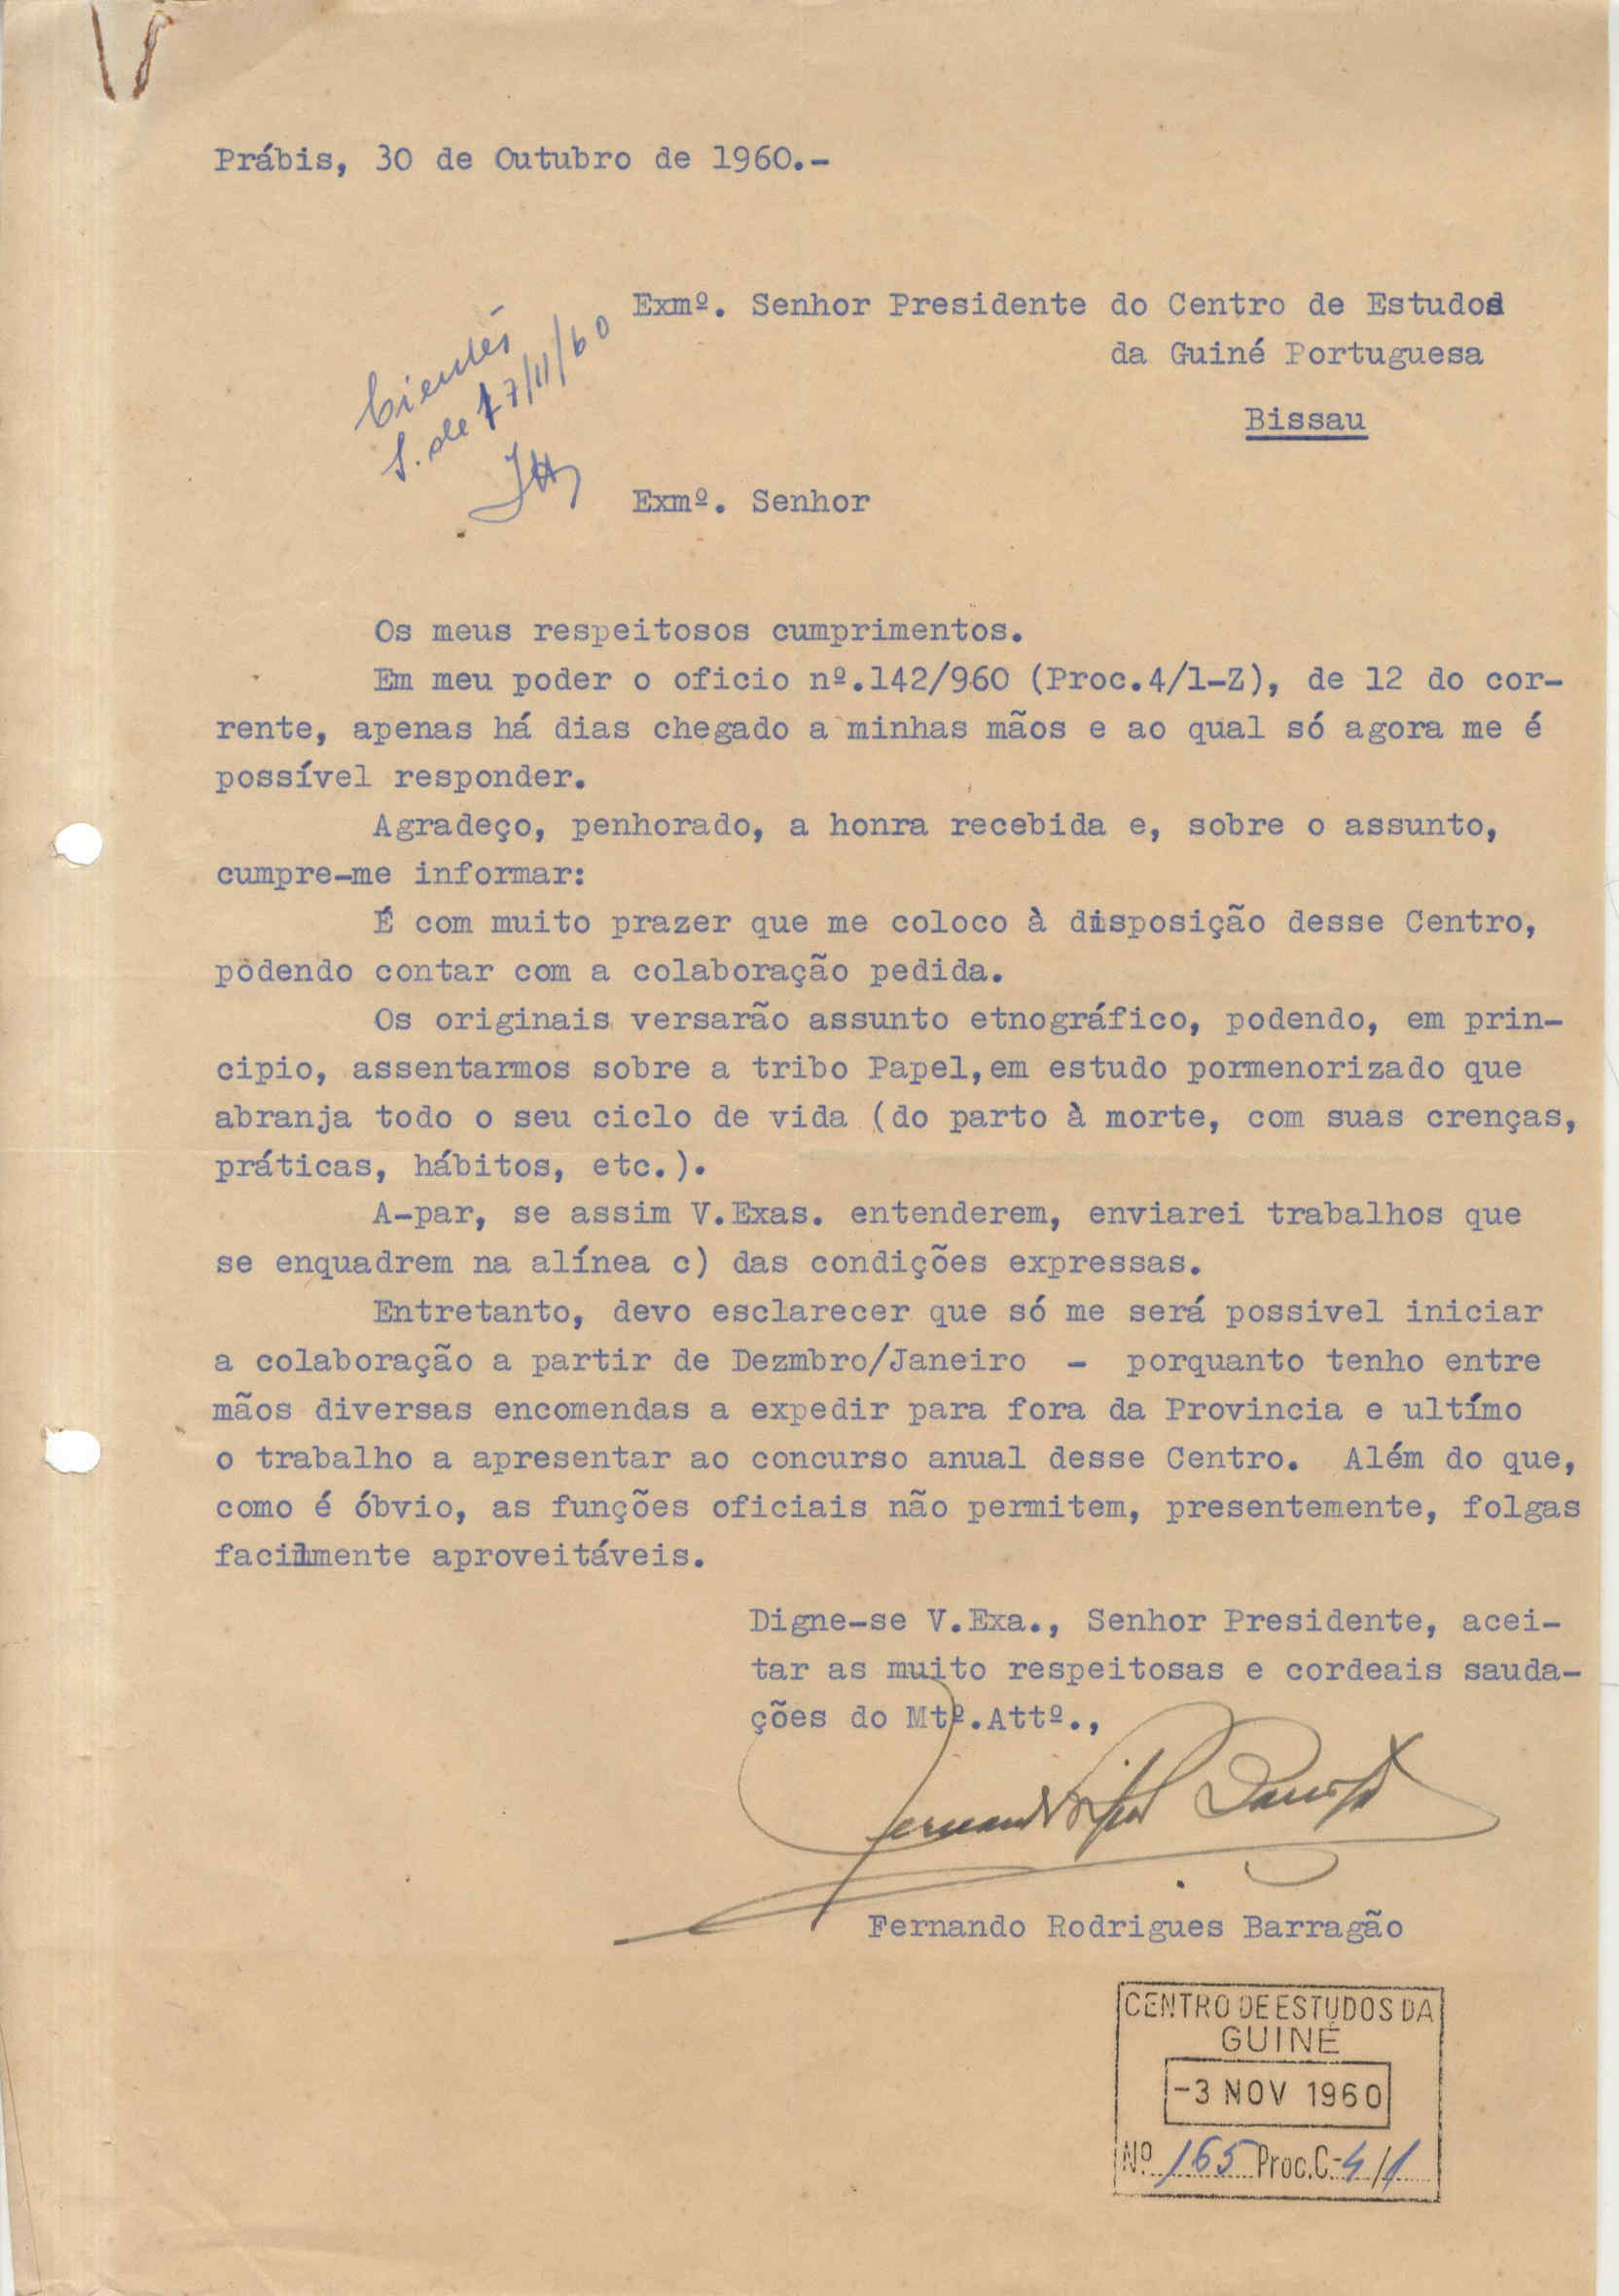 Prábis, 30 de Outubro de 1960.-
Exmº. Senhor Presidente do Centro de Estudos
da Guiné Portuguesa
Bissau
S. de 17/11/60
Exmº. Senhor
Os meus respeitosos cumprimentos.
Em meu poder o oficio nº.142/960 (Proc.4/1-Z), de 12 do cor-
rente, apenas há dias chegado a minhas mãos e ao qual só agora me é
possível responder.
Agradeço, penhorado, a honra recebida e, sobre o assunto,
cumpre-me informar:
É com muito prazer que me coloco à disposição desse Centro,
podendo contar com a colaboração pedida.
Os originais versarão assunto etnográfico, podendo, em prin-
cipio, assentarmos sobre a tribo Papel,em estudo pormenorizado que
abranja todo o seu ciclo de vida (do parto à morte, com suas crenças,
práticas, hábitos, etc.).
A-par, se assim V.Exas. entenderem, enviarei trabalhos que
se enquadrem na alínea c) das condições expressas.
Entretanto, devo esclarecer que só me será possivel iniciar
a colaboração a partir de Dezmbro/Janeiro - porquanto tenho entre
mãos diversas encomendas a expedir para fora da Provincia e ultímo
o trabalho a apresentar ao concurso anual desse Centro. Além do que,
como é óbvio, as funções oficiais não permitem, presentemente, folgas
facilmente aproveitáveis.
Digne-se V.Exa., Senhor Presidente, acei-
tar as muito respeitosas e cordeais sauda-
ções do Mtº.Attº.,
Fernando Rodrigues Barragão
CENTRO DE ESTUDOS DA
GUINÉ
-3 NOV 1960
Nº 165 Proc.C-4/1